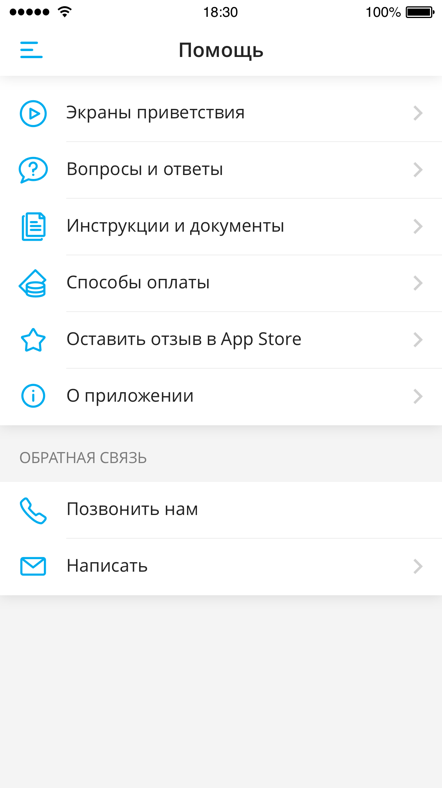 18:30
100%
Помощь
Экраны приветствия
Вопросы и ответы
Инструкции и документы
Способы оплаты
Оставить отзыв в App Store
О приложении
ОБРАТНАЯ СВЯЗЬ
Позвонить нам
Написать